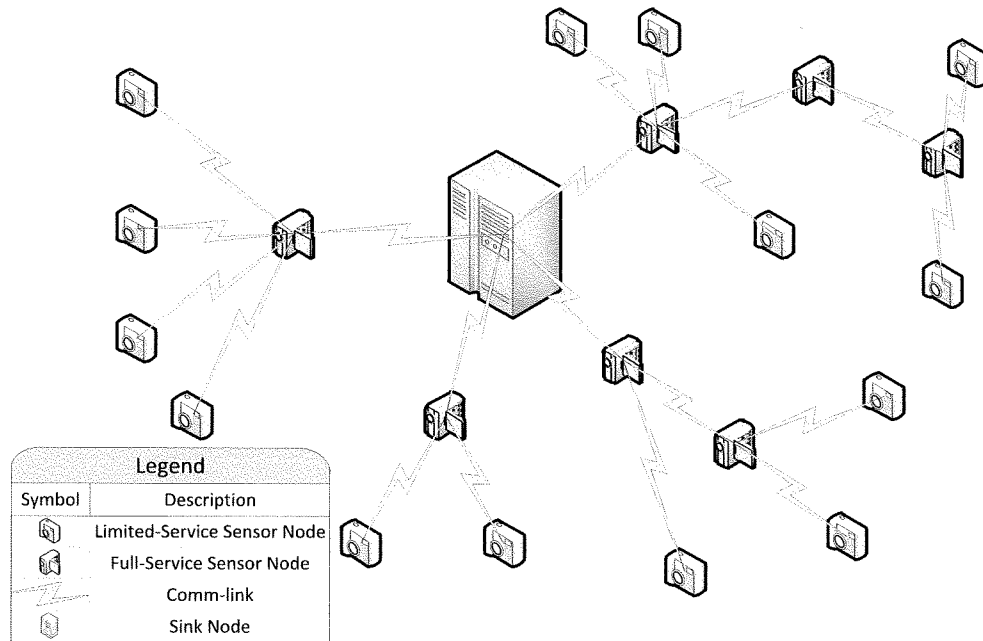 Legend
Symbol Description
Limited-Service Sensor Node
Full-Service Sensor Node
Comm-link
Sink Node